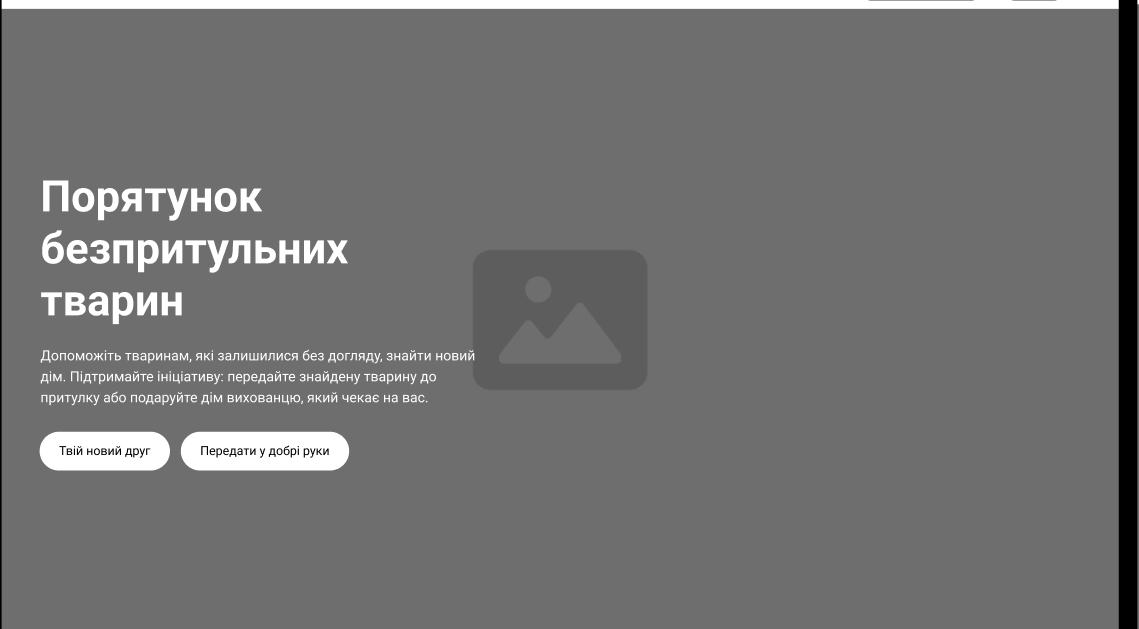 Порятунок
безпритульних
тварин
Допоможіть тваринам, які залишилися без догляду, знайти новий
дім. Підтримайте ініціативу: передайте знайдену тварину до
притулку або подаруйте дім вихованцю, який чекає на вас.
Твій новий друг
Передати у добрі руки